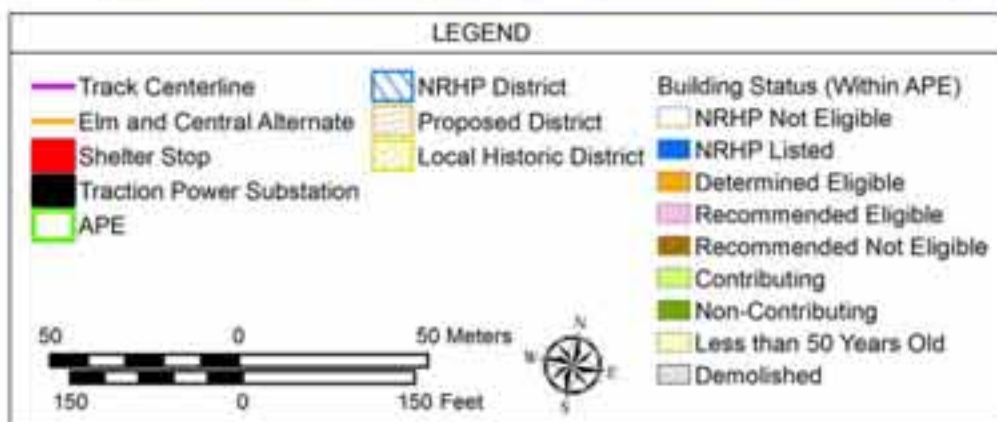 LEGEND
Track Centerline
Elm and Central Alternate
Shelter Stop
Traction Power Substation
APE
NRHP District
Proposed District
Local Historic District
Building Status (Within APE)
NRHP Not Eligible
NRHP Listed
Determined Eligible
Recommended Eligible
Recommended Not Eligible
Contributing
Non-Contributing
Less than 50 Years Old
Demolished
50 0 50 Meters
150 0 150 Feet
N
W E
S